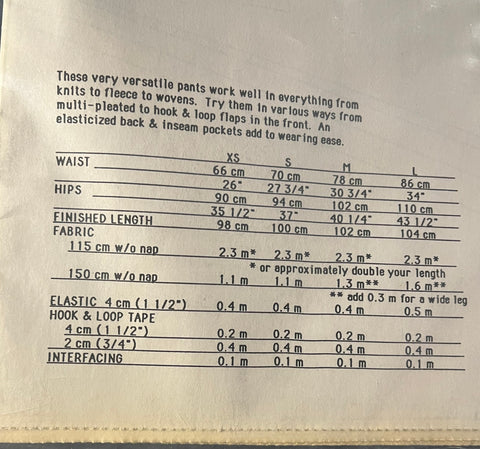 These very versatile pants work well in everything from
knits to fleece to wovens. Try them in various ways from
multi-pleated to hook & loop flaps in the front. An
elasticized back & inseam pockets add to wearing ease.
XS S M L
WAIST 66 cm 70 cm 78 cm 86 cm
26" 27 3/4" 30 3/4" 34"
HIPS 90 cm 94 cm 102 cm 110 cm
35 1/2" 37" 40 1/4" 43 1/2"
FINISHED LENGTH 98 cm 100 cm 102 cm 104 cm
FABRIC
115 cm w/o nap 2.3 m* 2.3 m* 2.3 m* 2.3 m*
* or approximately double your length
150 cm w/o nap 1.1 m 1.1 m 1.3 m** 1.6 m**
** add 0.3 m for a wide leg
ELASTIC 4 cm (1 1/2") 0.4 m 0.4 m 0.4 m 0.5 m
HOOK & LOOP TAPE
4 cm (1 1/2") 0.2 m 0.2 m 0.2 m 0.2 m
2 cm (3/4") 0.4 m 0.4 m 0.4 m 0.4 m
INTERFACING 0.1 m 0.1 m 0.1 m 0.1 m